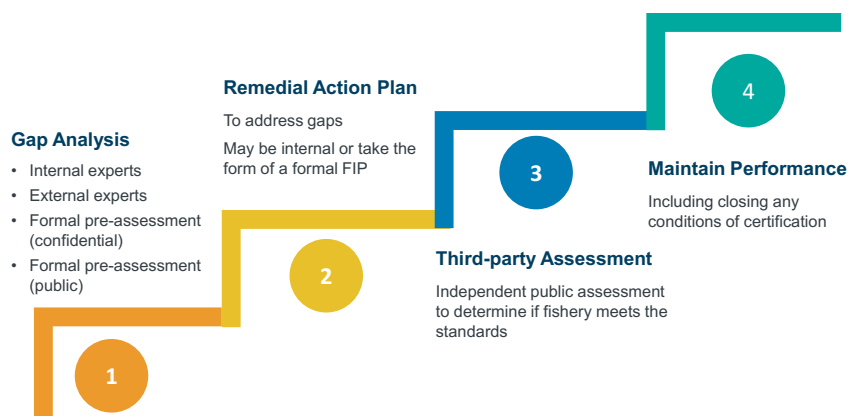 Gap Analysis
• Internal experts
• External experts
• Formal pre-assessment
(confidential)
• Formal pre-assessment
(public)
1
Remedial Action Plan
To address gaps
May be internal or take the
form of a formal FIP
2
3
Third-party Assessment
Independent public assessment
to determine if fishery meets the
standards
4
Maintain Performance
Including closing any
conditions of certification